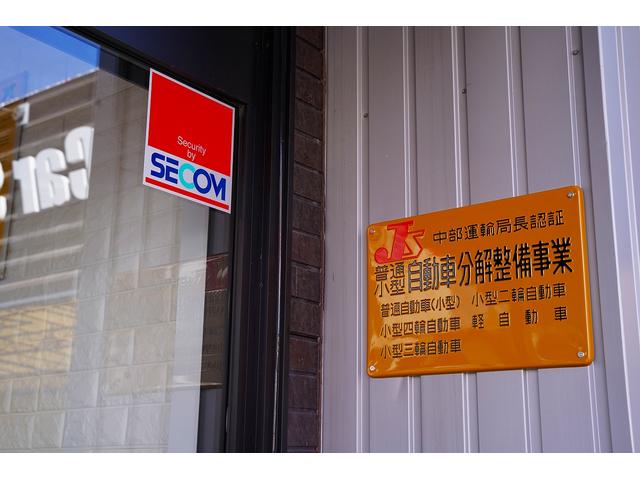 car
Security
by
SECOM
JS 中部運輸局長認証
普通
小型 自動車分解整備事業
普通自動車(小型) 小型二輪自動車
小型四輪自動車 軽自動車
小型三輪自動車